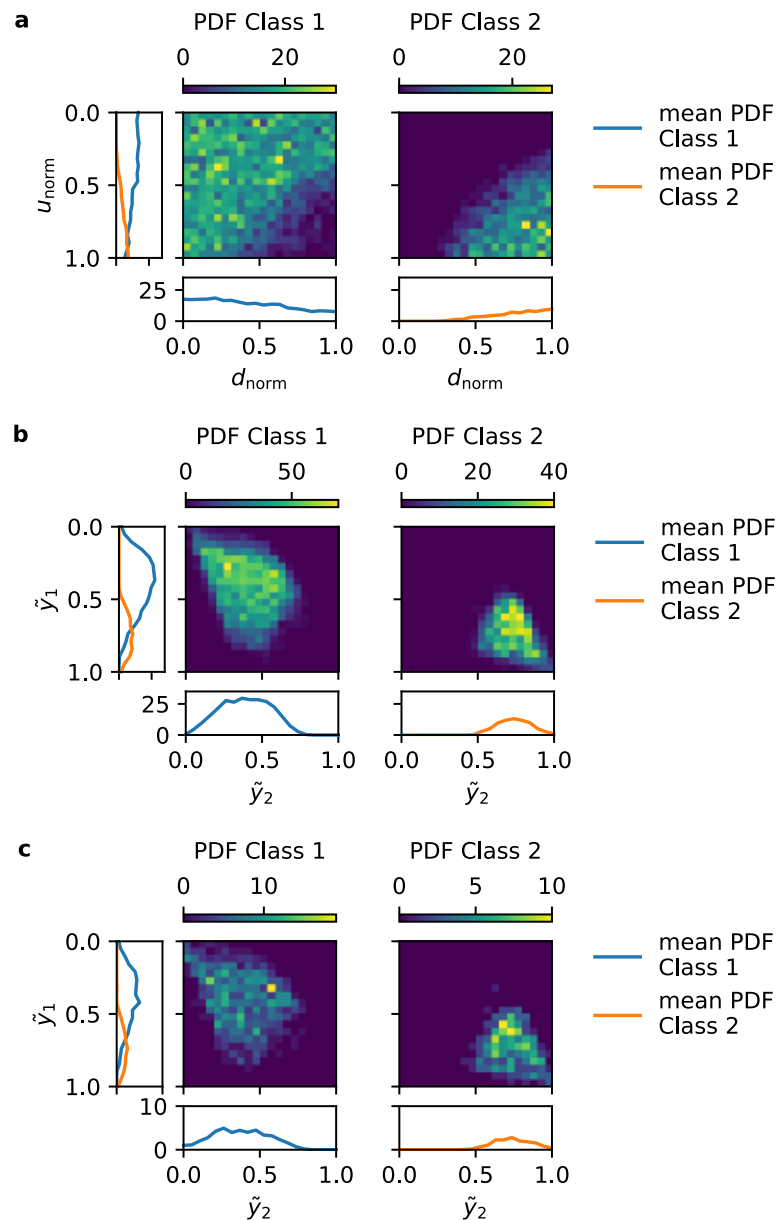 a
PDF Class 1
PDF Class 2
0 20
0 20
0.0
0.5
1.0
u_norm
mean PDF
Class 1
mean PDF
Class 2
25
0
0.0 0.5 1.0
0.0 0.5 1.0
d_norm
d_norm
b
PDF Class 1
PDF Class 2
0 50
0 20 40
0.0
0.5
1.0
ỹ₁
mean PDF
Class 1
mean PDF
Class 2
25
0
0.0 0.5 1.0
0.0 0.5 1.0
ỹ₂
ỹ₂
c
PDF Class 1
PDF Class 2
0 10
0 5 10
0.0
0.5
1.0
ỹ₁
mean PDF
Class 1
mean PDF
Class 2
10
0
0.0 0.5 1.0
0.0 0.5 1.0
ỹ₂
ỹ₂